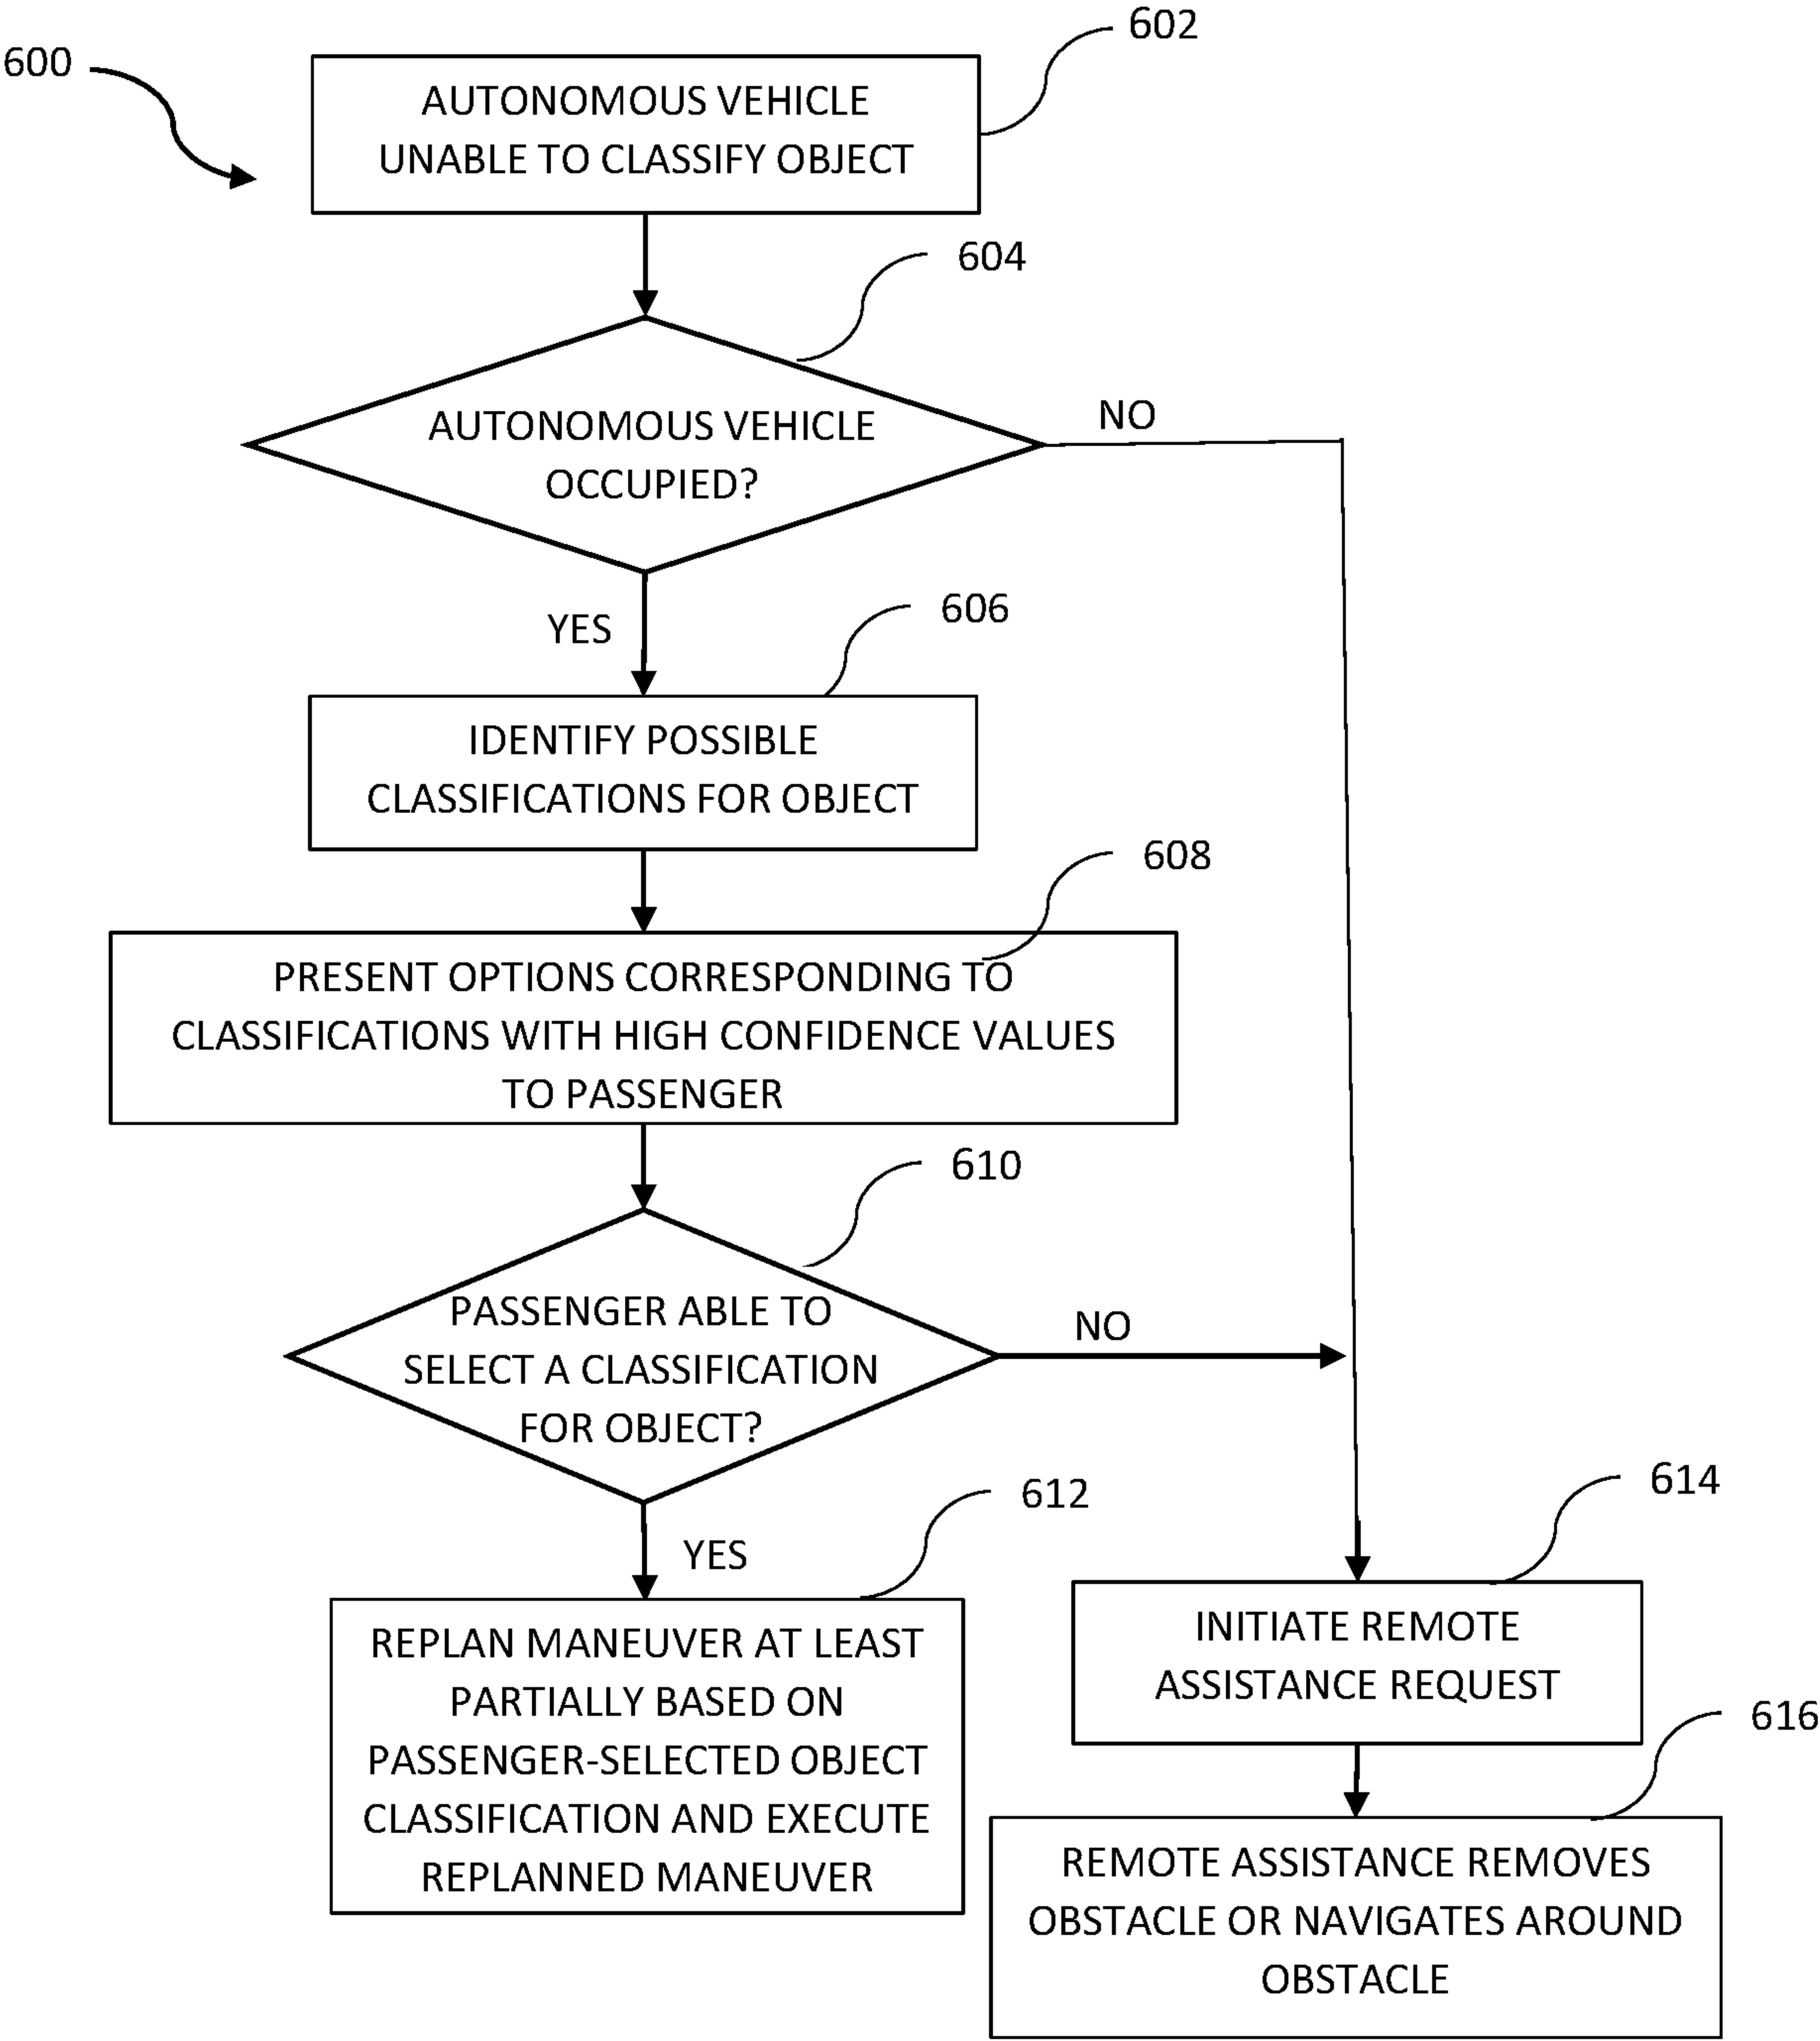 602
600
AUTONOMOUS VEHICLE
UNABLE TO CLASSIFY OBJECT
604
AUTONOMOUS VEHICLE
OCCUPIED?
NO
YES
606
IDENTIFY POSSIBLE
CLASSIFICATIONS FOR OBJECT
608
PRESENT OPTIONS CORRESPONDING TO
CLASSIFICATIONS WITH HIGH CONFIDENCE VALUES
TO PASSENGER
610
PASSENGER ABLE TO
SELECT A CLASSIFICATION
FOR OBJECT?
NO
YES
612
REPLAN MANEUVER AT LEAST
PARTIALLY BASED ON
PASSENGER-SELECTED OBJECT
CLASSIFICATION AND EXECUTE
REPLANNED MANEUVER
614
INITIATE REMOTE
ASSISTANCE REQUEST
616
REMOTE ASSISTANCE REMOVES
OBSTACLE OR NAVIGATES AROUND
OBSTACLE